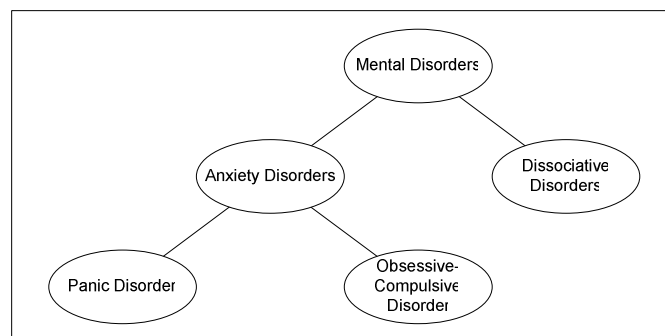 Mental Disorders
Anxiety Disorders
Dissociative
Disorders
Panic Disorder
Obsessive-
Compulsive
Disorder